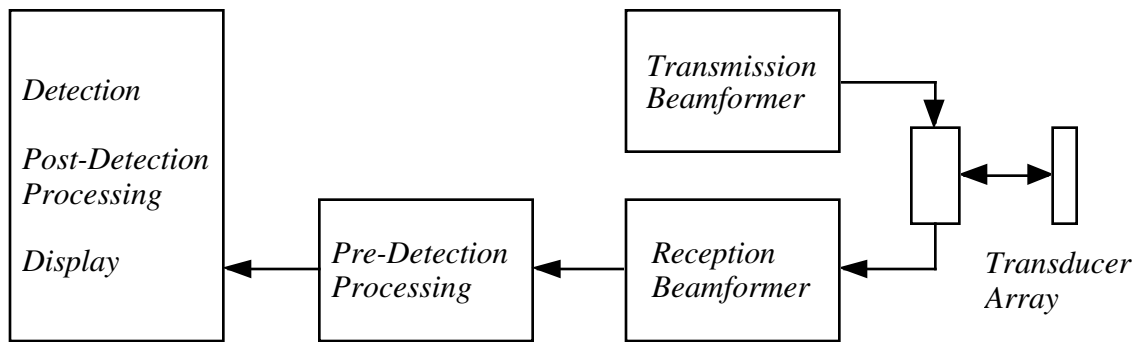 Detection
Post-Detection
Processing
Display
Pre-Detection
Processing
Transmission
Beamformer
Reception
Beamformer
Transducer
Array